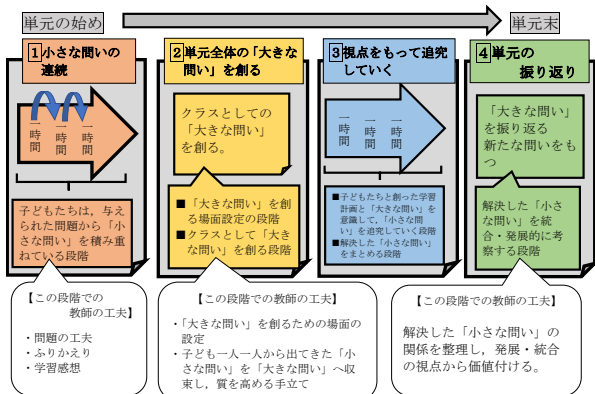 単元の始め
単元末
1小さな問いの
連続
一時間
一時間
一時間
子どもたちは，与え
られた問題から「小
さな問い」を積み重
ねている段階
【この段階での
教師の工夫】
・問題の工夫
・ふりかえり
・学習感想
2単元全体の「大きな
問い」を創る
クラスとしての
「大きな問い」
を創る。
■「大きな問い」を創
る場面設定の段階
■クラスとして「大き
な問い」を創る段階
【この段階での教師の工夫】
・「大きな問い」を創るための場面の
設定
・子ども一人一人から出てきた「小
さな問い」を「大きな問い」へ収
束し，質を高める手立て
3視点をもって追究
していく
一時間
一時間
一時間
■子どもたちと創った学習
計画と「大きな問い」を
意識して，「小さな問
い」を追究していく段階
■解決した「小さな問い」
をまとめる段階
4単元の
振り返り
「大きな問い」
を振り返る
新たな問いをも
つ
解決した「小さ
な問い」を統
合・発展的に考
察する段階
【この段階での教師の工夫】
解決した「小さな問い」の
関係を整理し，発展・統合
の視点から価値付ける。